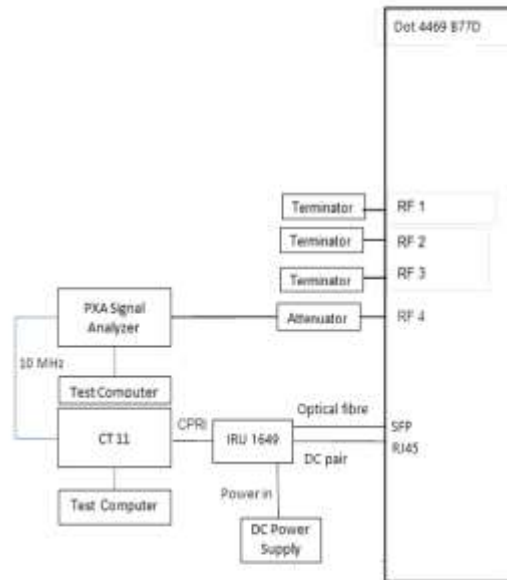 Dot 4469 B77D
Terminator RF 1
Terminator RF 2
Terminator RF 3
PXA Signal
Analyzer
Attenuator RF 4
10 MHz
Test Computer
Optical fibre
CT 11
CPRI
IRU 1649
SFP
RJ45
DC pair
Test Computer
Power in
DC Power
Supply